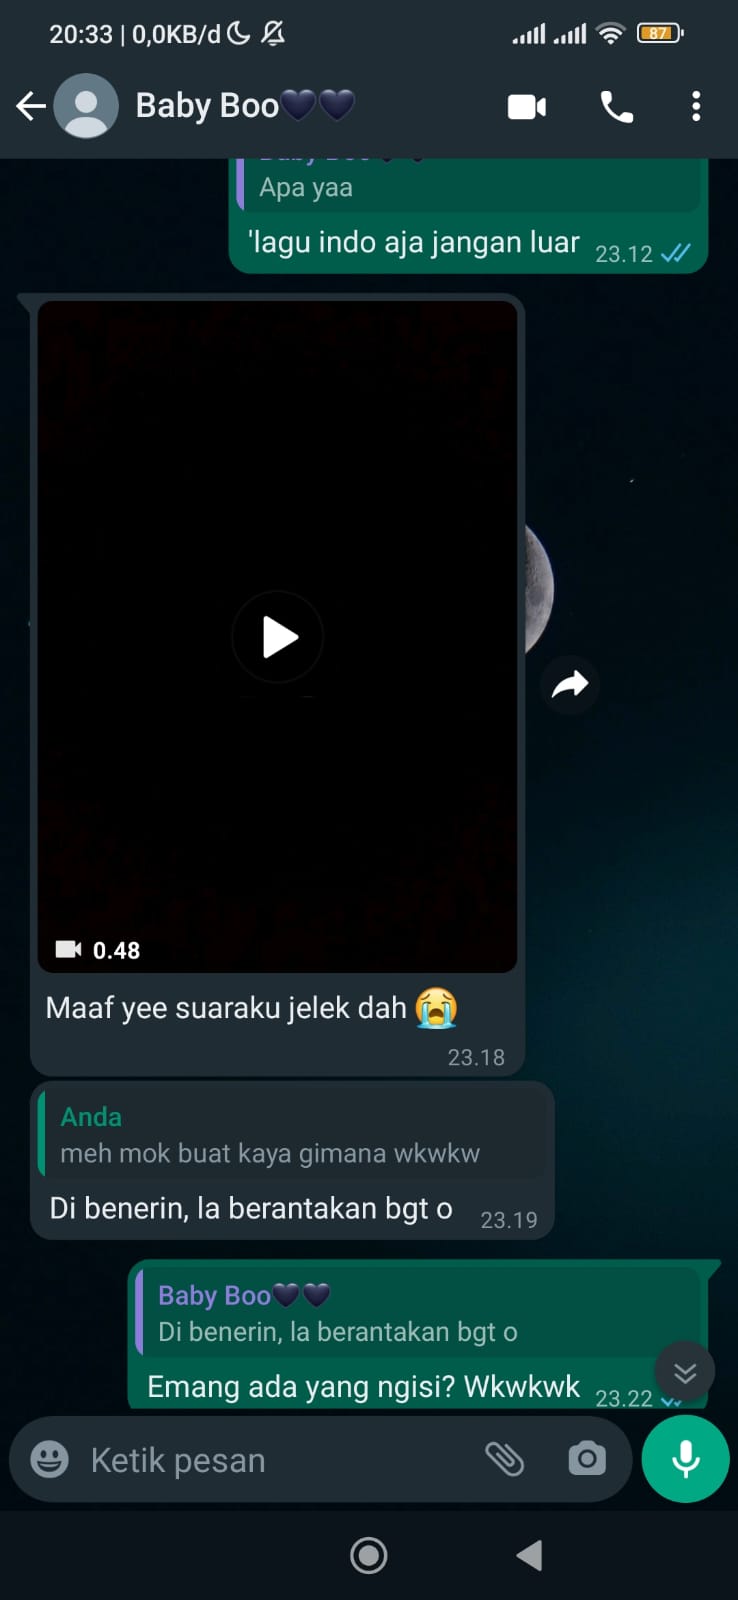 20:33 | 0,0KB/d
87
Baby Boo🖤🖤
Baby Boo🖤🖤
Apa yaa
'lagu indo aja jangan luar 23.12
0.48
Maaf yee suaraku jelek dah 😭
23.18
Anda
meh mok buat kaya gimana wkwkw
Di benerin, la berantakan bgt o 23.19
Baby Boo🖤🖤
Di benerin, la berantakan bgt o
Emang ada yang ngisi? Wkwkwk 23.22
Ketik pesan